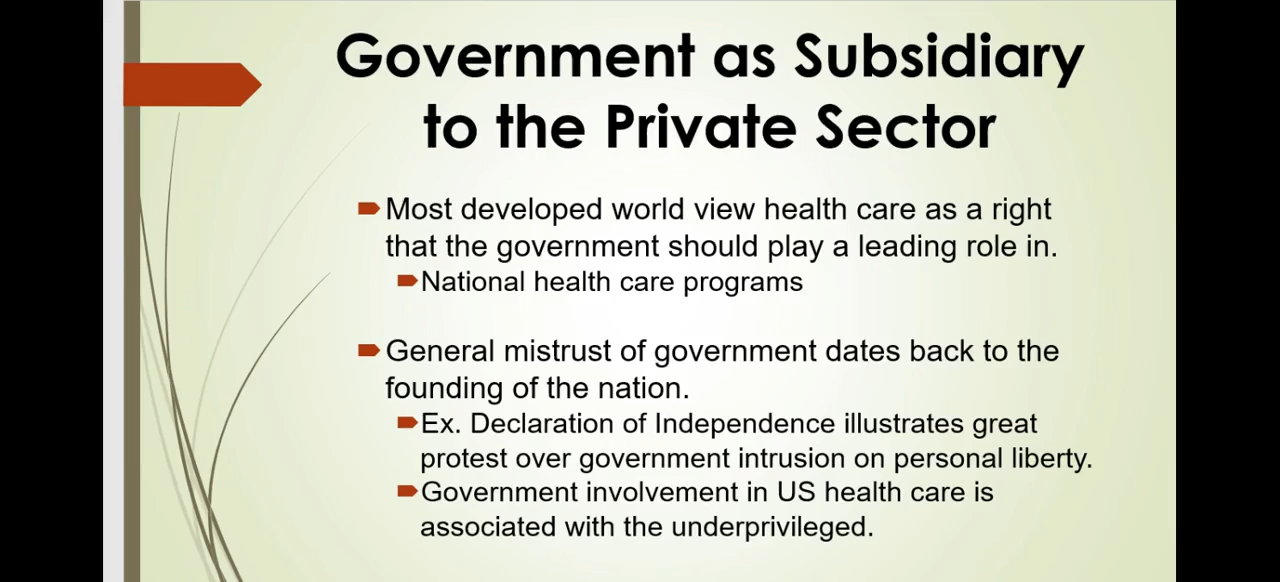 Government as Subsidiary
to the Private Sector
Most developed world view health care as a right
that the government should play a leading role in.
National health care programs
General mistrust of government dates back to the
founding of the nation.
Ex. Declaration of Independence illustrates great
protest over government intrusion on personal liberty.
Government involvement in US health care is
associated with the underprivileged.